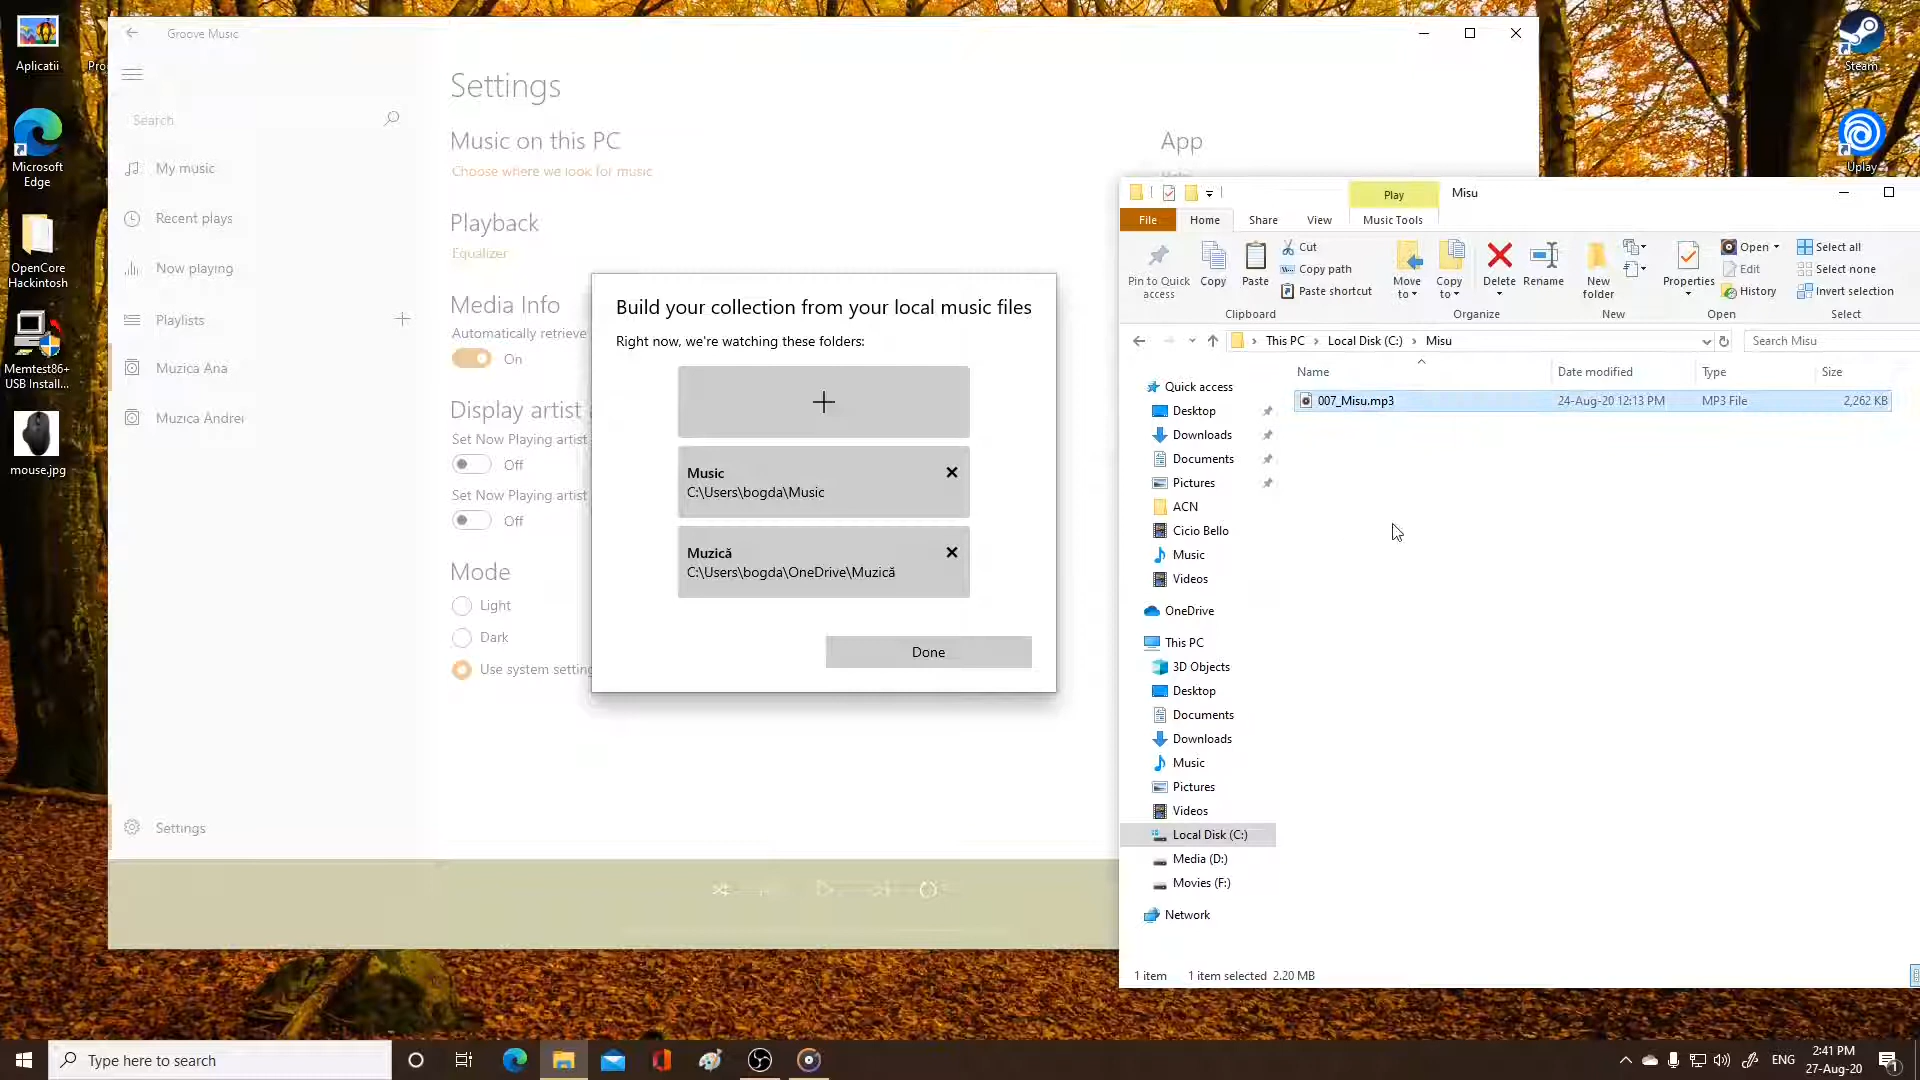 Aplicatii
Microsoft
Edge
OpenCore
Hackintosh
Memtest86+
USB Install...
mouse.jpg
Steam
Uplay
Groove Music
Search
My music
Recent plays
Now playing
Playlists
Muzica Ana
Muzica Andrei
Settings
Settings
Music on this PC
Choose where we look for music
Playback
Equalizer
Media Info
Automatically retrieve
On
Display artist
Set Now Playing artist
Off
Set Now Playing artist
Off
Mode
Light
Dark
Use system setting
App
Build your collection from your local music files
Right now, we're watching these folders:
Music
C:\Users\bogda\Music
Muzică
C:\Users\bogda\OneDrive\Muzică
Done
Play Misu
File Home Share View Music Tools
Pin to Quick
access
Copy
Paste
Cut
Copy path
Paste shortcut
Clipboard
Move
to
Copy
to
Delete
Rename
Organize
New
folder
New
Properties
Open
Edit
History
Open
Select all
Select none
Invert selection
Select
This PC Local Disk (C:) Misu
Search Misu
Name Date modified Type Size
007_Misu.mp3 24-Aug-20 12:13 PM MP3 File 2,262 KB
Quick access
Desktop
Downloads
Documents
Pictures
ACN
Cicio Bello
Music
Videos
OneDrive
This PC
3D Objects
Desktop
Documents
Downloads
Music
Pictures
Videos
Local Disk (C:)
Media (D:)
Movies (F:)
Network
1 item 1 item selected 2.20 MB
Type here to search
ENG
2:41 PM
27-Aug-20
1